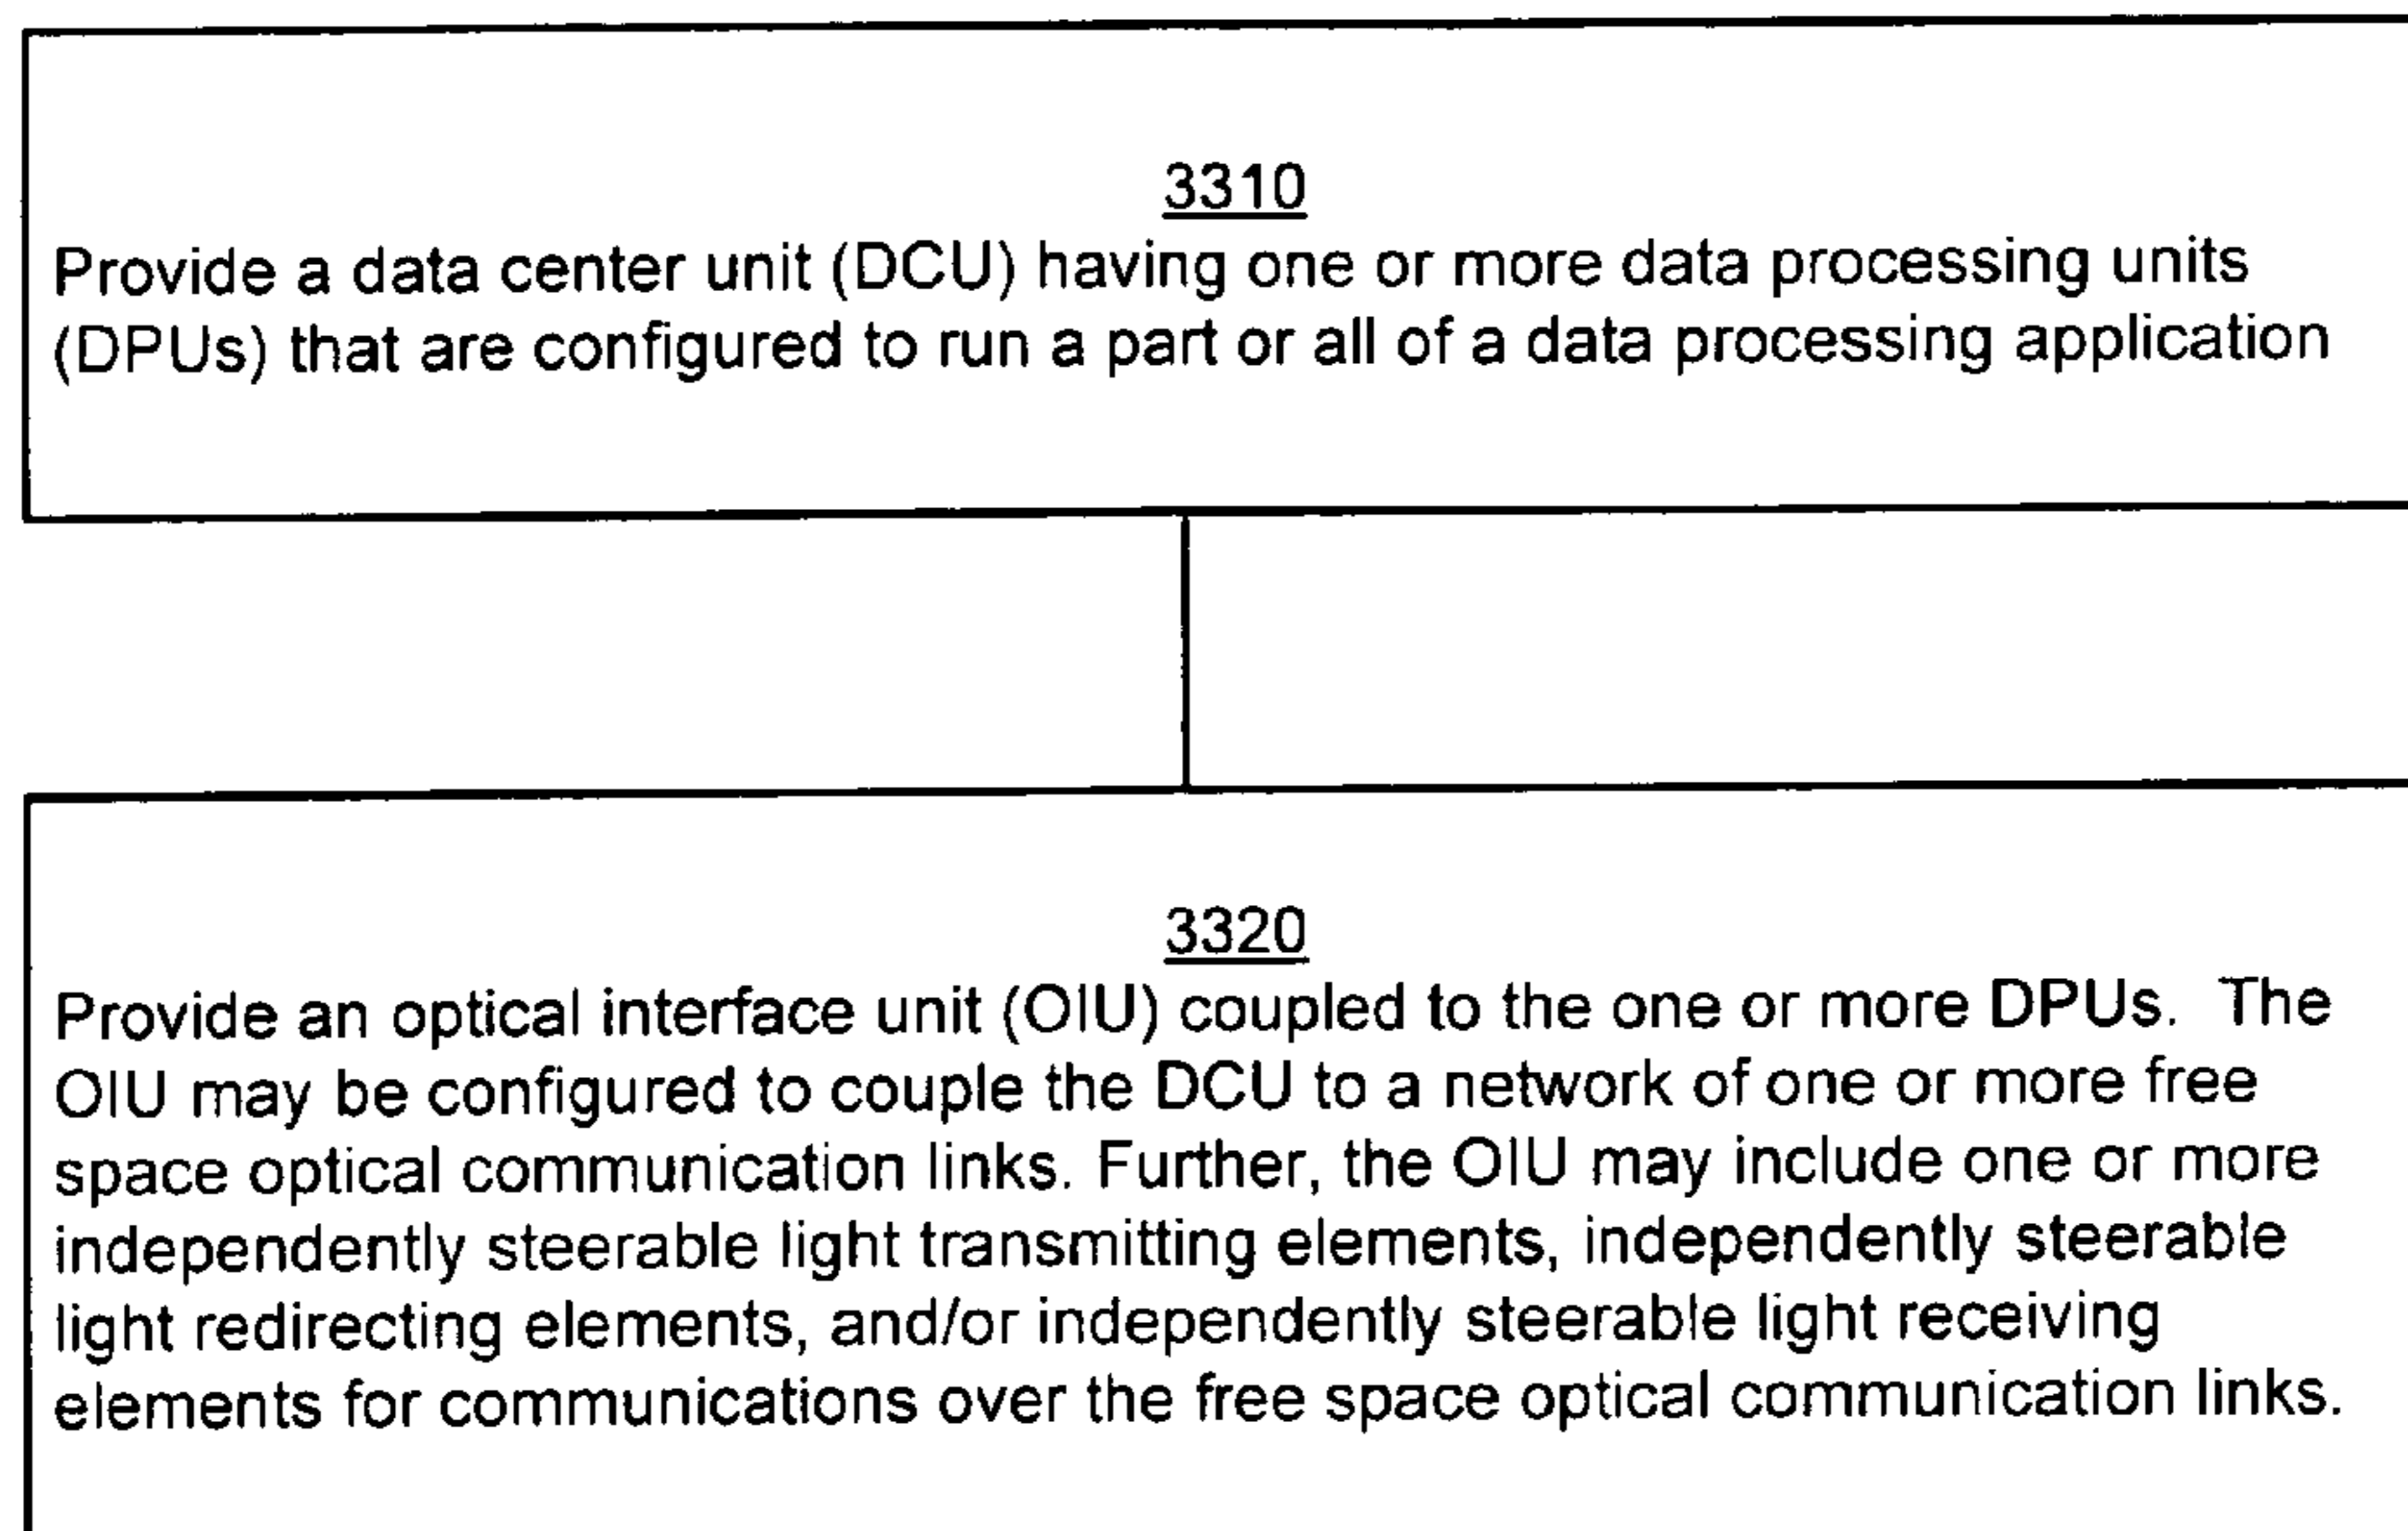 3310
Provide a data center unit (DCU) having one or more data processing units
(DPUs) that are configured to run a part or all of a data processing application
3320
Provide an optical interface unit (OIU) coupled to the one or more DPUs. The
OIU may be configured to couple the DCU to a network of one or more free
space optical communication links. Further, the OIU may include one or more
independently steerable light transmitting elements, independently steerable
light redirecting elements, and/or independently steerable light receiving
elements for communications over the free space optical communication links.